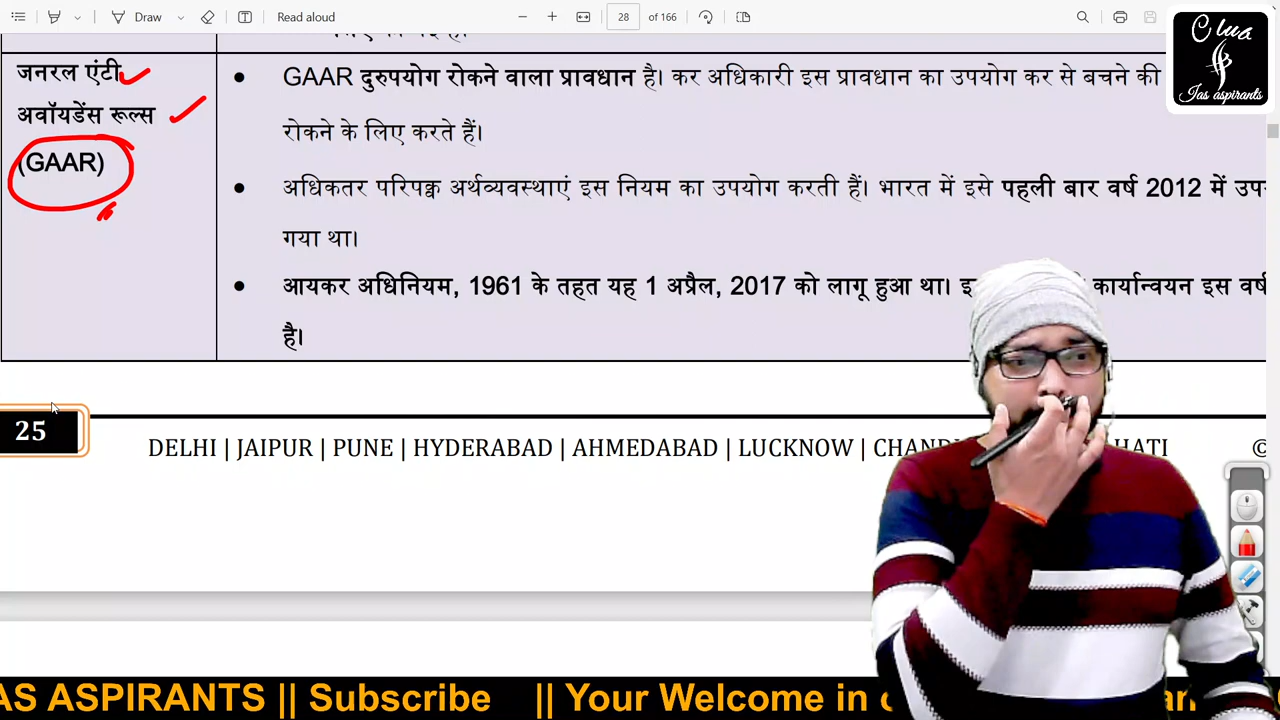 Draw
Read aloud
28
of 166
Clua
Ias aspirants
जनरल एंटी
अवॉयडेंस रूल्स
(GAAR)
• GAAR दुरुपयोग रोकने वाला प्रावधान है। कर अधिकारी इस प्रावधान का उपयोग कर से बचने की
रोकने के लिए करते हैं।
• अधिकतर परिपक्व अर्थव्यवस्थाएं इस नियम का उपयोग करती हैं। भारत में इसे पहली बार वर्ष 2012 में उप
गया था।
• आयकर अधिनियम, 1961 के तहत यह 1 अप्रैल, 2017 को लागू हुआ था। इ कार्यान्वयन इस वर्ष
है।
25
DELHI | JAIPUR | PUNE | HYDERABAD | AHMEDABAD | LUCKNOW | CHAND HATI ©
AS ASPIRANTS || Subscribe || Your Welcome in